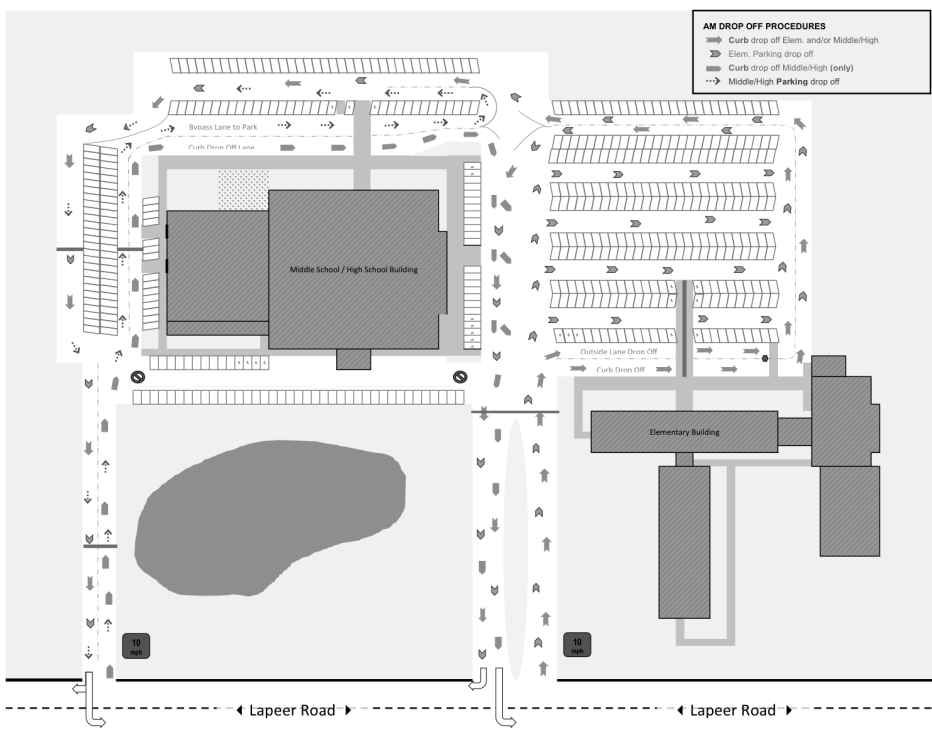 AM DROP OFF PROCEDURES
Curb drop off Elem. and/or Middle/High
Elem. Parking drop off
Curb drop off Middle/High (only)
Middle/High Parking drop off
Bypass Lane to Park
Curb Drop Off Lane
Middle School / High School Building
Outside Lane Drop Off
Curb Drop Off
Elementary Building
10
mph
10
mph
Lapeer Road
Lapeer Road